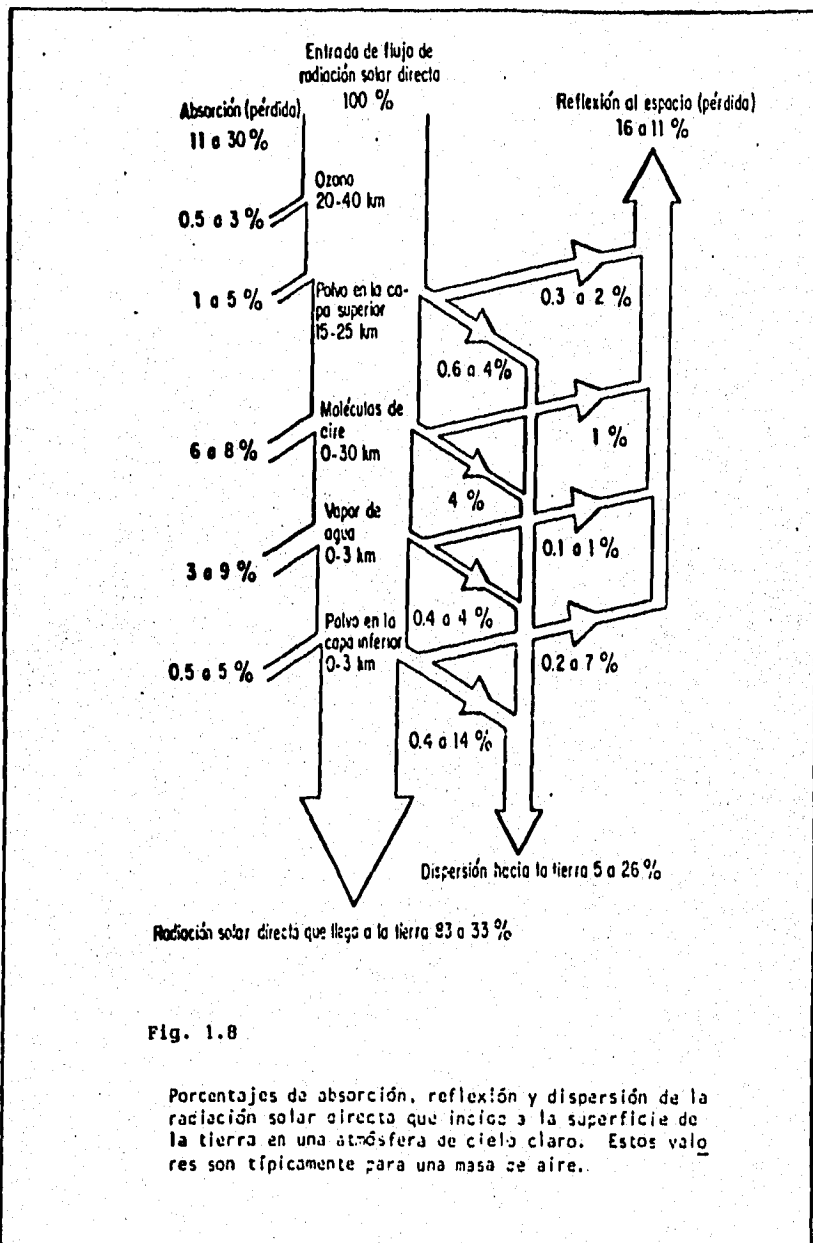 Entrada de flujo de
radiación solar directa
100 %
Absorción (pérdida)
11 a 30 %
Reflexión al espacio (pérdida)
16 a 11 %
Ozono
20-40 km
0.5 a 3 %
1 a 5 %
Polvo en la ca-
pa superior
15-25 km
0.3 a 2 %
0.6 a 4 %
Moléculas de
aire
0-30 km
6 a 8 %
1 %
4 %
Vapor de
agua
0-3 km
3 a 9 %
0.1 a 1 %
0.4 a 4 %
Polvo en la
capa inferior
0-3 km
0.5 a 5 %
0.2 a 7 %
0.4 a 14 %
Dispersión hacia la tierra 5 a 26 %
Radiación solar directa que llega a la tierra 83 a 33 %
Fig. 1.8
Porcentajes de absorción, reflexión y dispersión de la
radiación solar directa que incide a la superficie de
la tierra en una atmósfera de cielo claro. Estos valo
res son típicamente para una masa de aire.